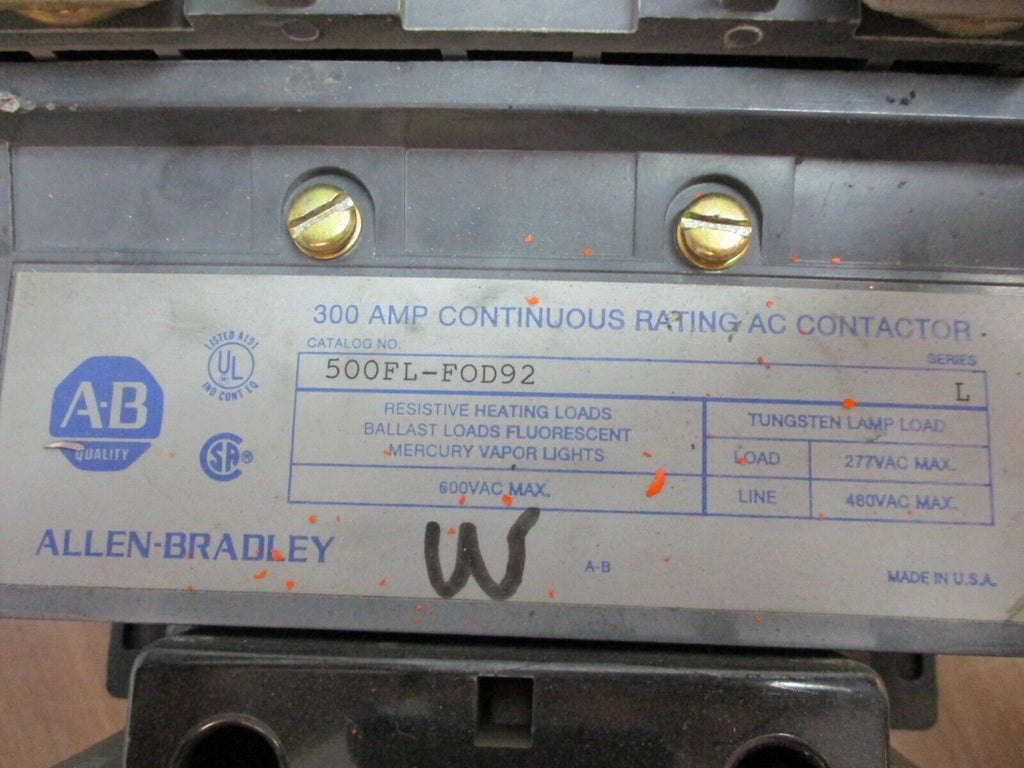 300 AMP CONTINUOUS RATING AC CONTACTOR
CATALOG NO.
SERIES
500FL-FOD92
L
RESISTIVE HEATING LOADS
BALLAST LOADS FLUORESCENT
MERCURY VAPOR LIGHTS
600VAC MAX.
TUNGSTEN LAMP LOAD
LOAD
277VAC MAX.
LINE
480VAC MAX.
LISTED A191
UL
IND CONT EQ
A-B
QUALITY
SA®
ALLEN-BRADLEY
W
A-B
MADE IN U.S.A.